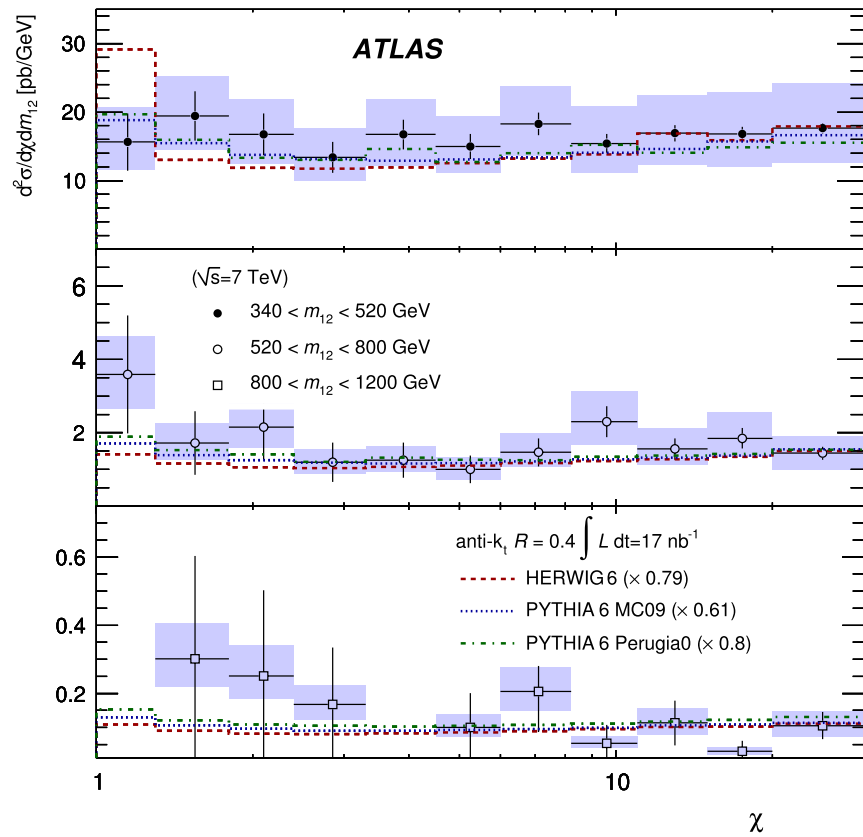 ATLAS
d²σ/dχdm₁₂ [pb/GeV]
30
20
10
(√s=7 TeV)
340 < m₁₂ < 520 GeV
520 < m₁₂ < 800 GeV
800 < m₁₂ < 1200 GeV
6
4
2
anti-kₜ R = 0.4 ∫ L dt=17 nb⁻¹
HERWIG 6 (× 0.79)
PYTHIA 6 MC09 (× 0.61)
PYTHIA 6 Perugia0 (× 0.8)
0.6
0.4
0.2
1
10
χ